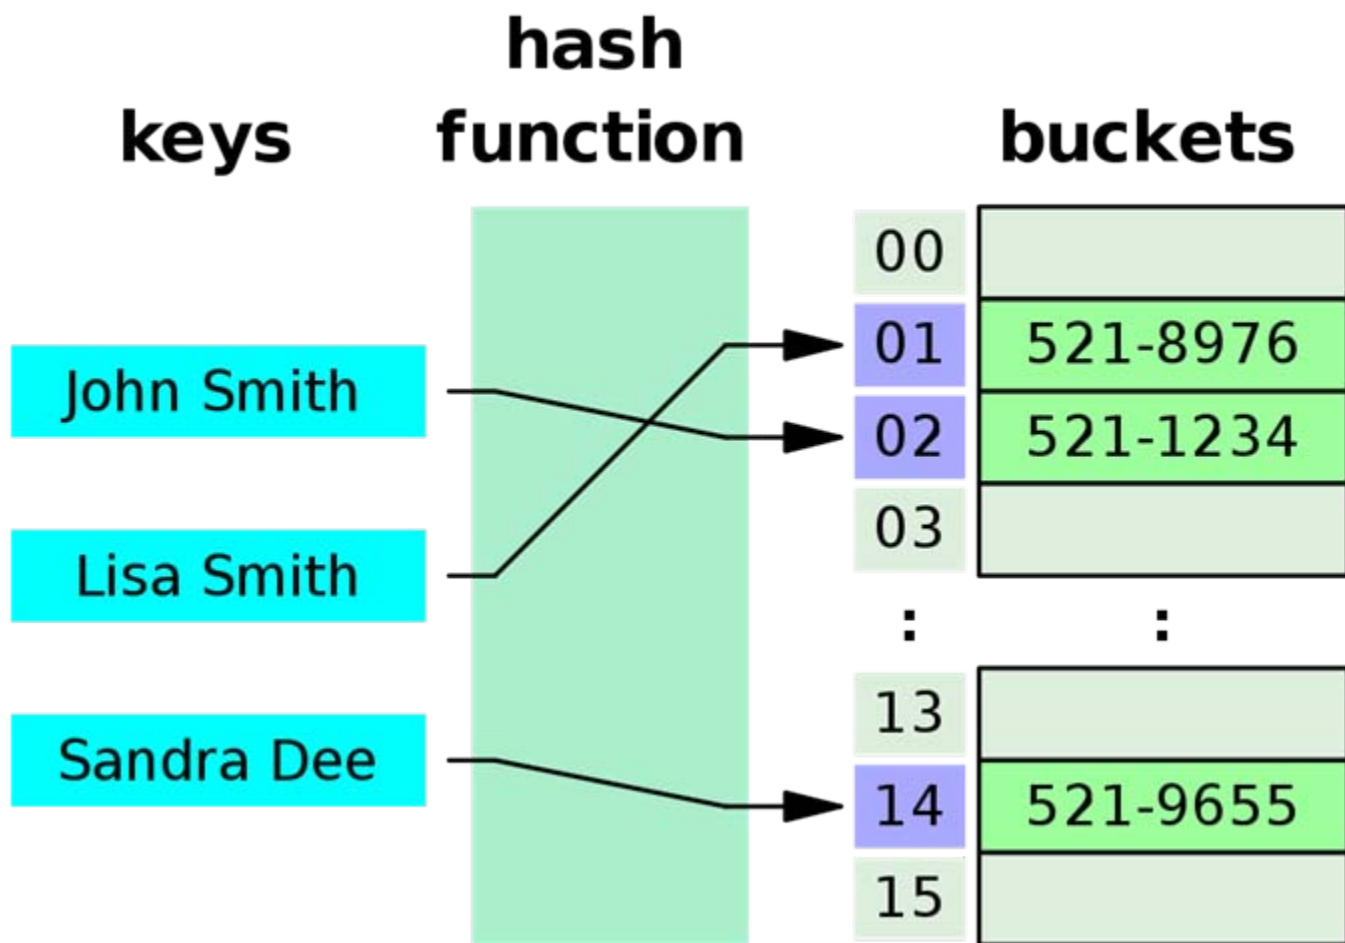 hash
keys function buckets
00
01 521-8976
John Smith
02 521-1234
03
Lisa Smith
: :
13
Sandra Dee
14 521-9655
15